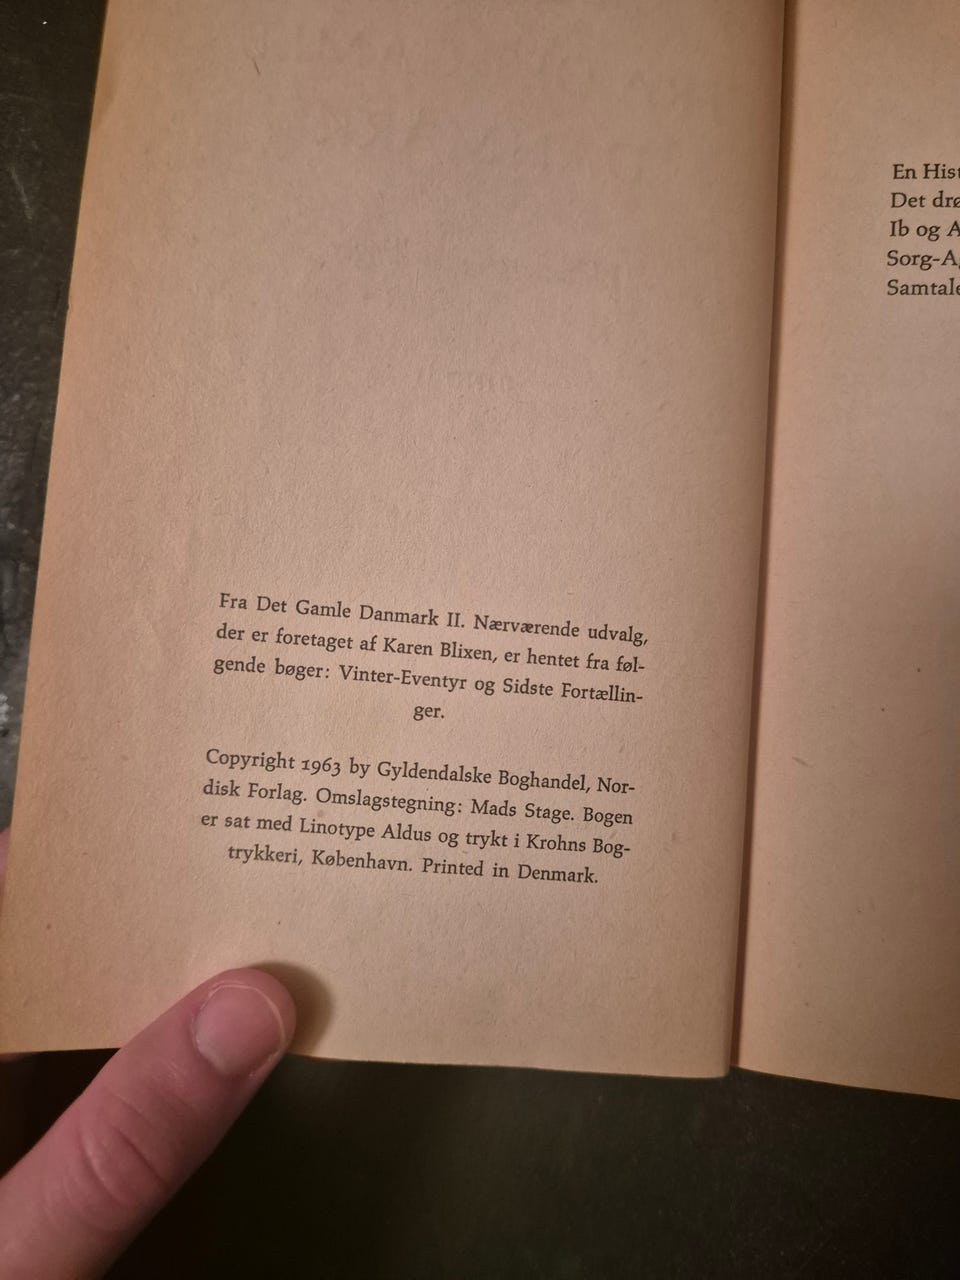 Fra Det Gamle Danmark II. Nærværende udvalg,
der er foretaget af Karen Blixen, er hentet fra føl-
gende bøger: Vinter-Eventyr og Sidste Fortællin-
ger.
Copyright 1963 by Gyldendalske Boghandel, Nor-
disk Forlag. Omslagstegning: Mads Stage. Bogen
er sat med Linotype Aldus og trykt i Krohns Bog-
trykkeri, København. Printed in Denmark.
En
Det
Ib og